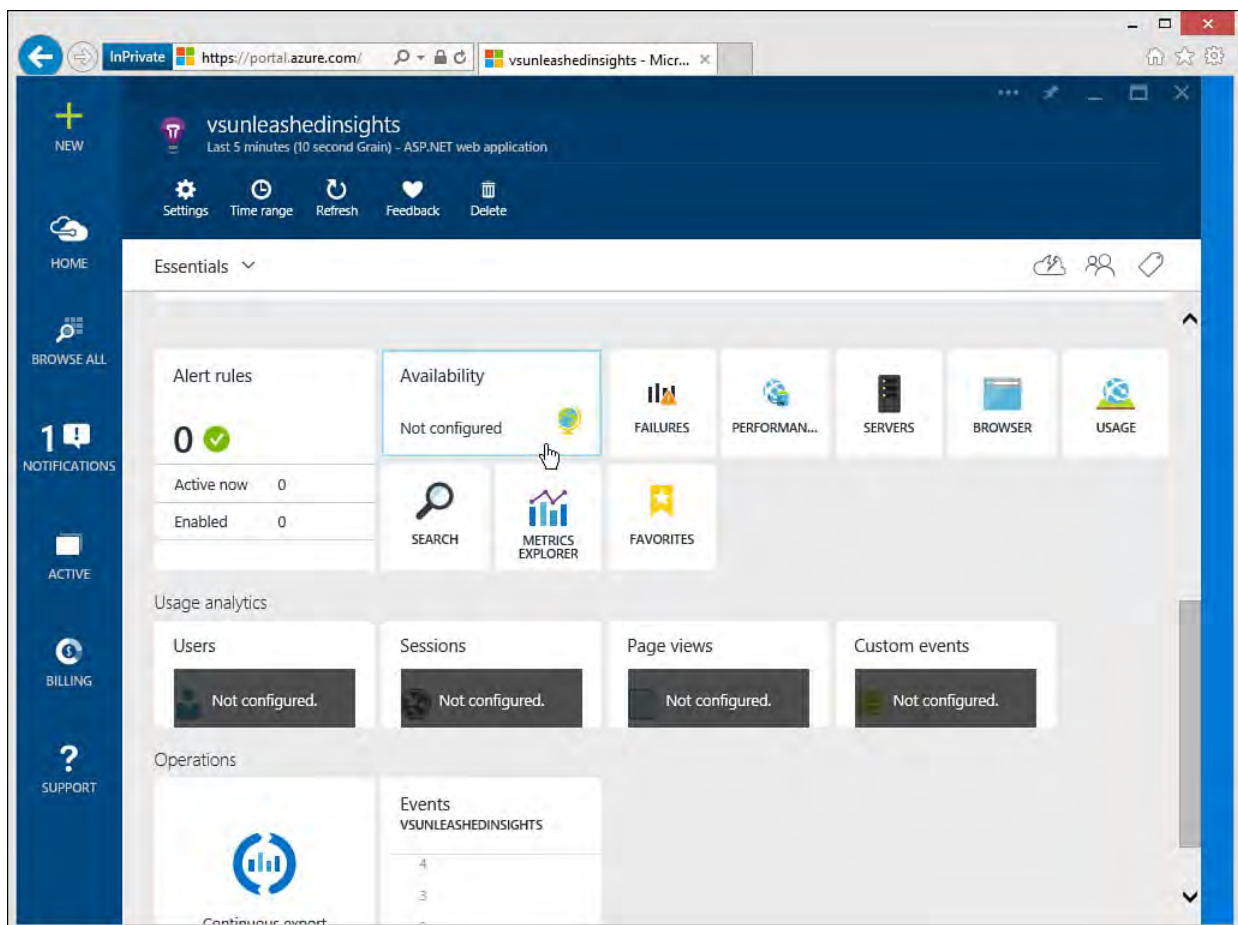 InPrivate https://portal.azure.com/ vsunleashedinsights - Micr...
NEW
HOME
BROWSE ALL
1
NOTIFICATIONS
ACTIVE
BILLING
SUPPORT
vsunleashedinsights
Last 5 minutes (10 second Grain) - ASP.NET web application
Settings Time range Refresh Feedback Delete
Essentials
Alert rules
0
Active now 0
Enabled 0
Availability
Not configured
FAILURES
PERFORMAN...
SERVERS
BROWSER
USAGE
SEARCH
METRICS
EXPLORER
FAVORITES
Usage analytics
Users
Not configured.
Sessions
Not configured.
Page views
Not configured.
Custom events
Not configured.
Operations
Continuous export
Events
VSUNLEASHEDINSIGHTS
4
3